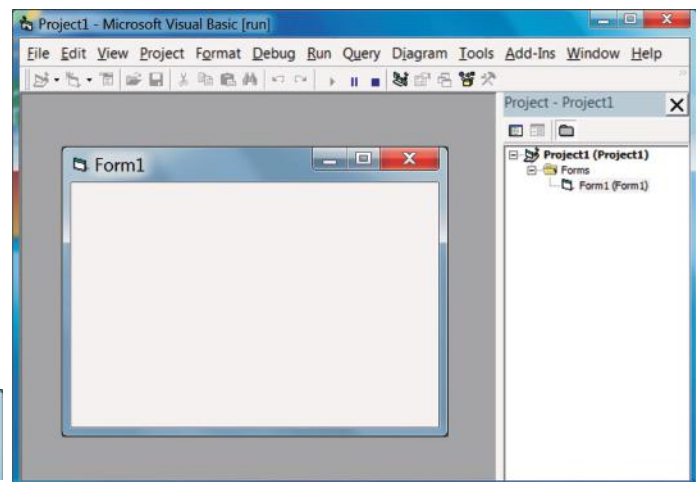 Project1 - Microsoft Visual Basic [run]
File Edit View Project Format Debug Run Query Diagram Tools Add-Ins Window Help
Project - Project1
Form1
Project1 (Project1)
Forms
Form1 (Form1)